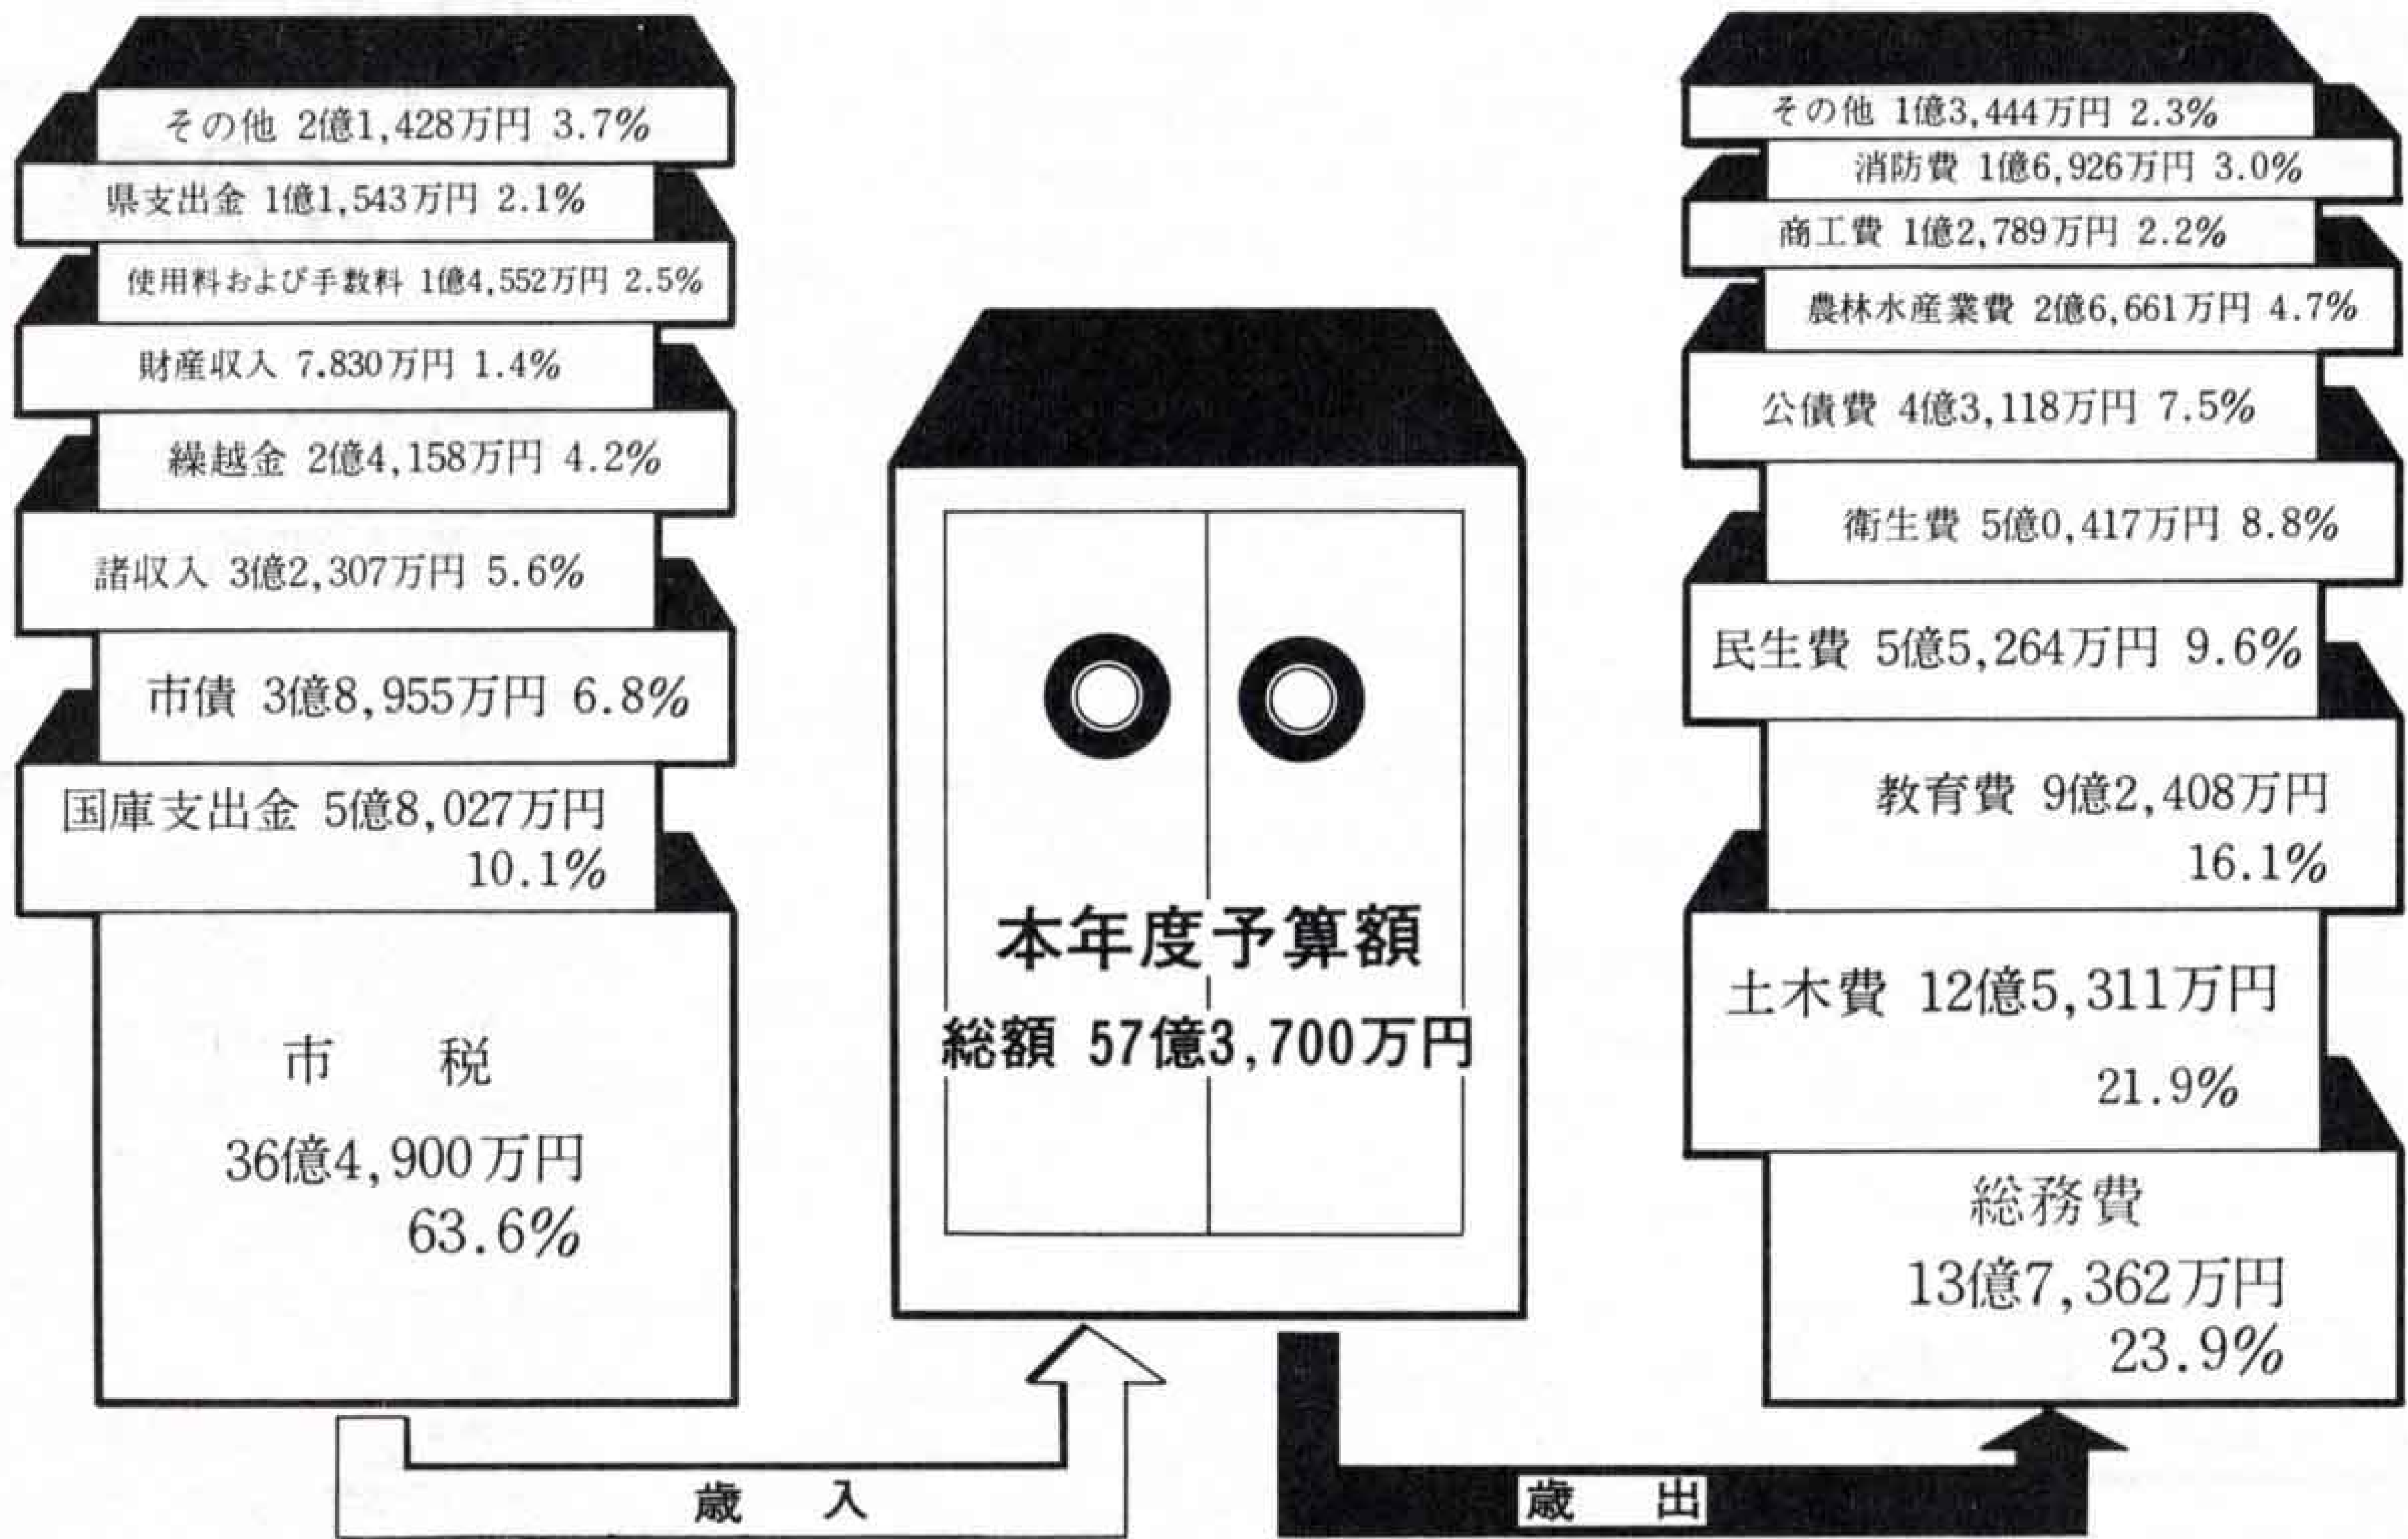 その他 2億1,428万円 3.7%
県支出金 1億1,543万円 2.1%
使用料および手数料 1億4,552万円 2.5%
財産収入 7.830万円 1.4%
繰越金 2億4,158万円 4.2%
諸収入 3億2,307万円 5.6%
市債 3億8,955万円 6.8%
国庫支出金 5億8,027万円
10.1%
市 税
36億4,900万円
63.6%
歳 入
本年度予算額
総額 57億3,700万円
その他 1億3,444万円 2.3%
消防費 1億6,926万円 3.0%
商工費 1億2,789万円 2.2%
農林水産業費 2億6,661万円 4.7%
公債費 4億3,118万円 7.5%
衛生費 5億0,417万円 8.8%
民生費 5億5,264万円 9.6%
教育費 9億2,408万円
16.1%
土木費 12億5,311万円
21.9%
総務費
13億7,362万円
23.9%
歳 出